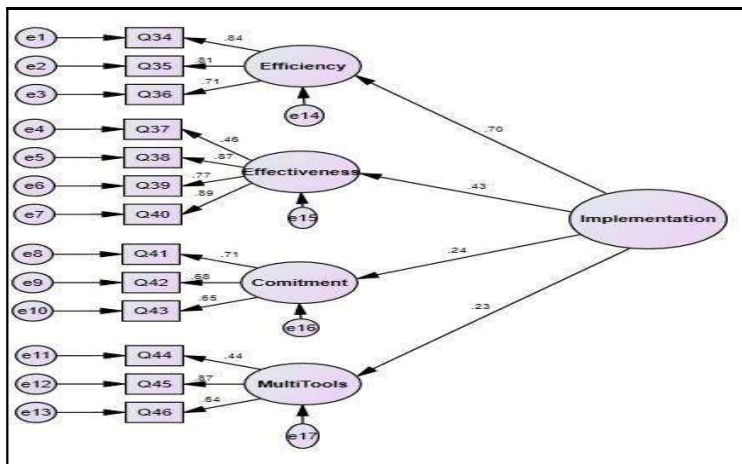 e1 Q34 .84
e2 Q35 .81 Efficiency
e3 Q36 .71
e14
.70
e4 Q37 .46
e5 Q38 .87
e6 Q39 .77 Effectiveness
e7 Q40 .89
e15
.43
Implementation
e8 Q41 .71
e9 Q42 .68 Comitment
e10 Q43 .65
e16
.24
.23
e11 Q44 .44
e12 Q45 .87 MultiTools
e13 Q46 .64
e17